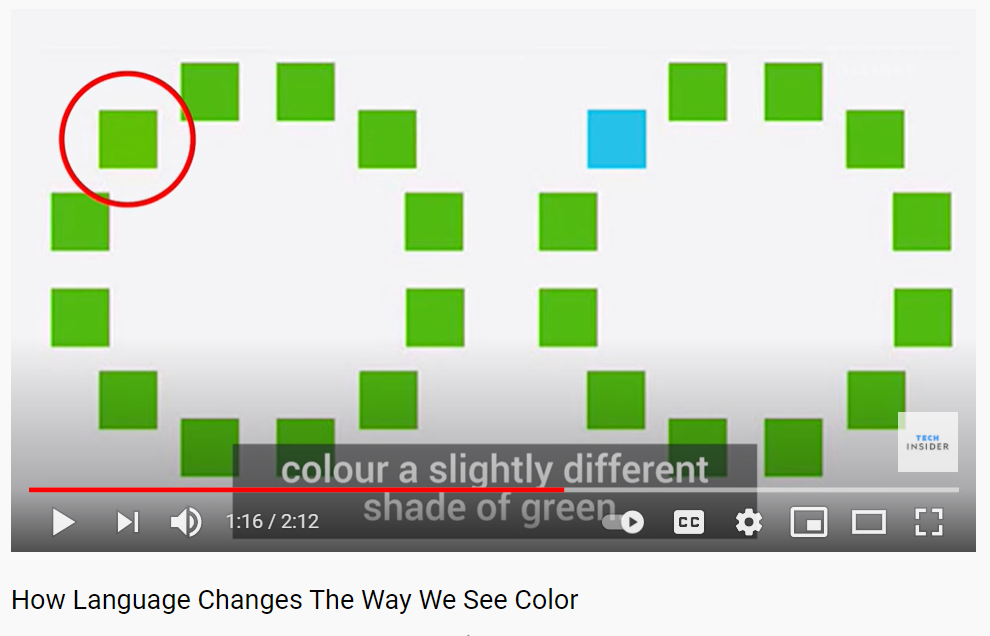 TECH
INSIDER
colour a slightly different
shade of green
1:16 / 2:12
CC
How Language Changes The Way We See Color